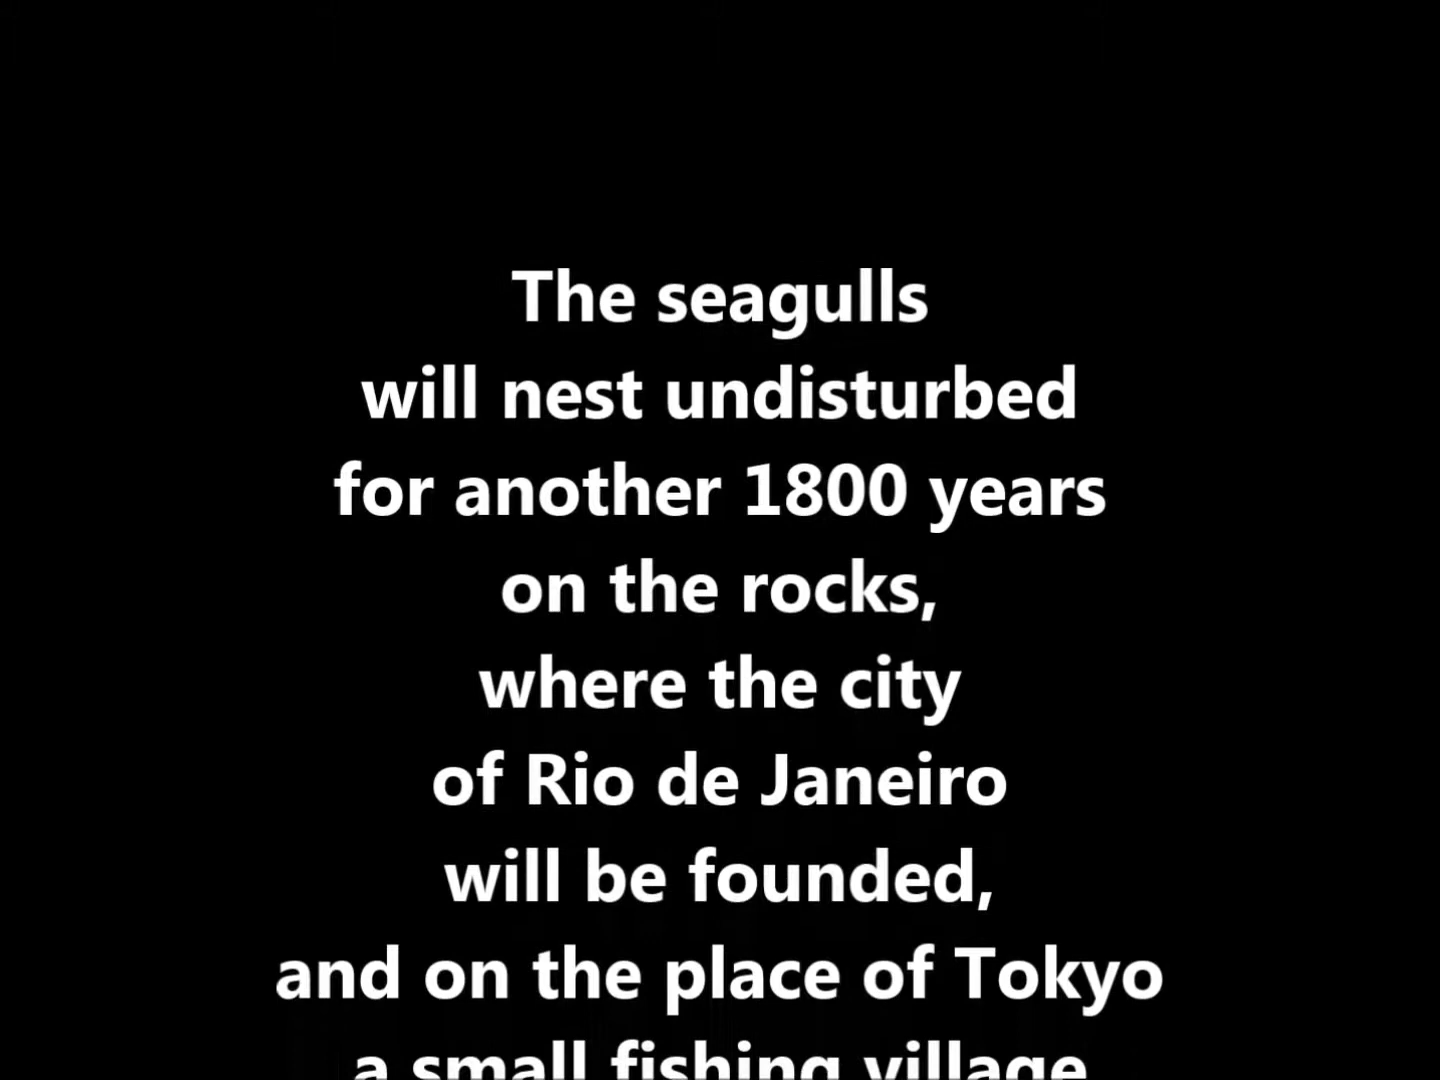 The seagulls
will nest undisturbed
for another 1800 years
on the rocks,
where the city
of Rio de Janeiro
will be founded,
and on the place of Tokyo
a small fishing village